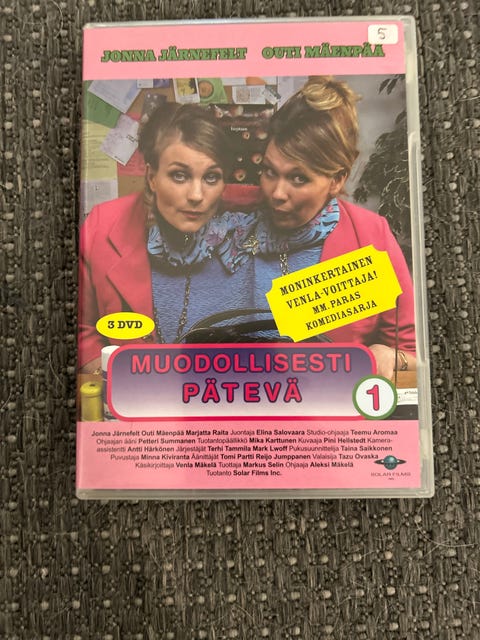 5
JONNA JÄRNEFELT OUTI MÄENPÄÄ
MONINKERTAINEN
VENLA-VOITTAJA!
MM. PARAS
KOMEDIASARJA
3 DVD
MUODOLLISESTI
PÄTEVÄ
1
Jonna Järnefelt Outi Mäenpää Marjatta Raita Juontaja Elina Salovaara Studio-ohjaaja Teemu Aromaa
Ohjaajan ääni Petteri Summanen Tuotantopäällikkö Mika Karttunen Kuvaaja Pini Hellstedt Kamera-
assistentti Antti Härkönen Järjestäjät Terhi Tammila Mark Lwoff Pukusuunnittelija Taina Saikkonen
Puvustaja Minna Kiviranta Äänittäjät Tomi Partti Reijo Jumppanen Valaisija Tazu Ovaska
Käsikirjoittaja Venla Mäkelä Tuottaja Markus Selin Ohjaaja Aleksi Mäkelä
Tuotanto Solar Films Inc.
SOLAR FILMS